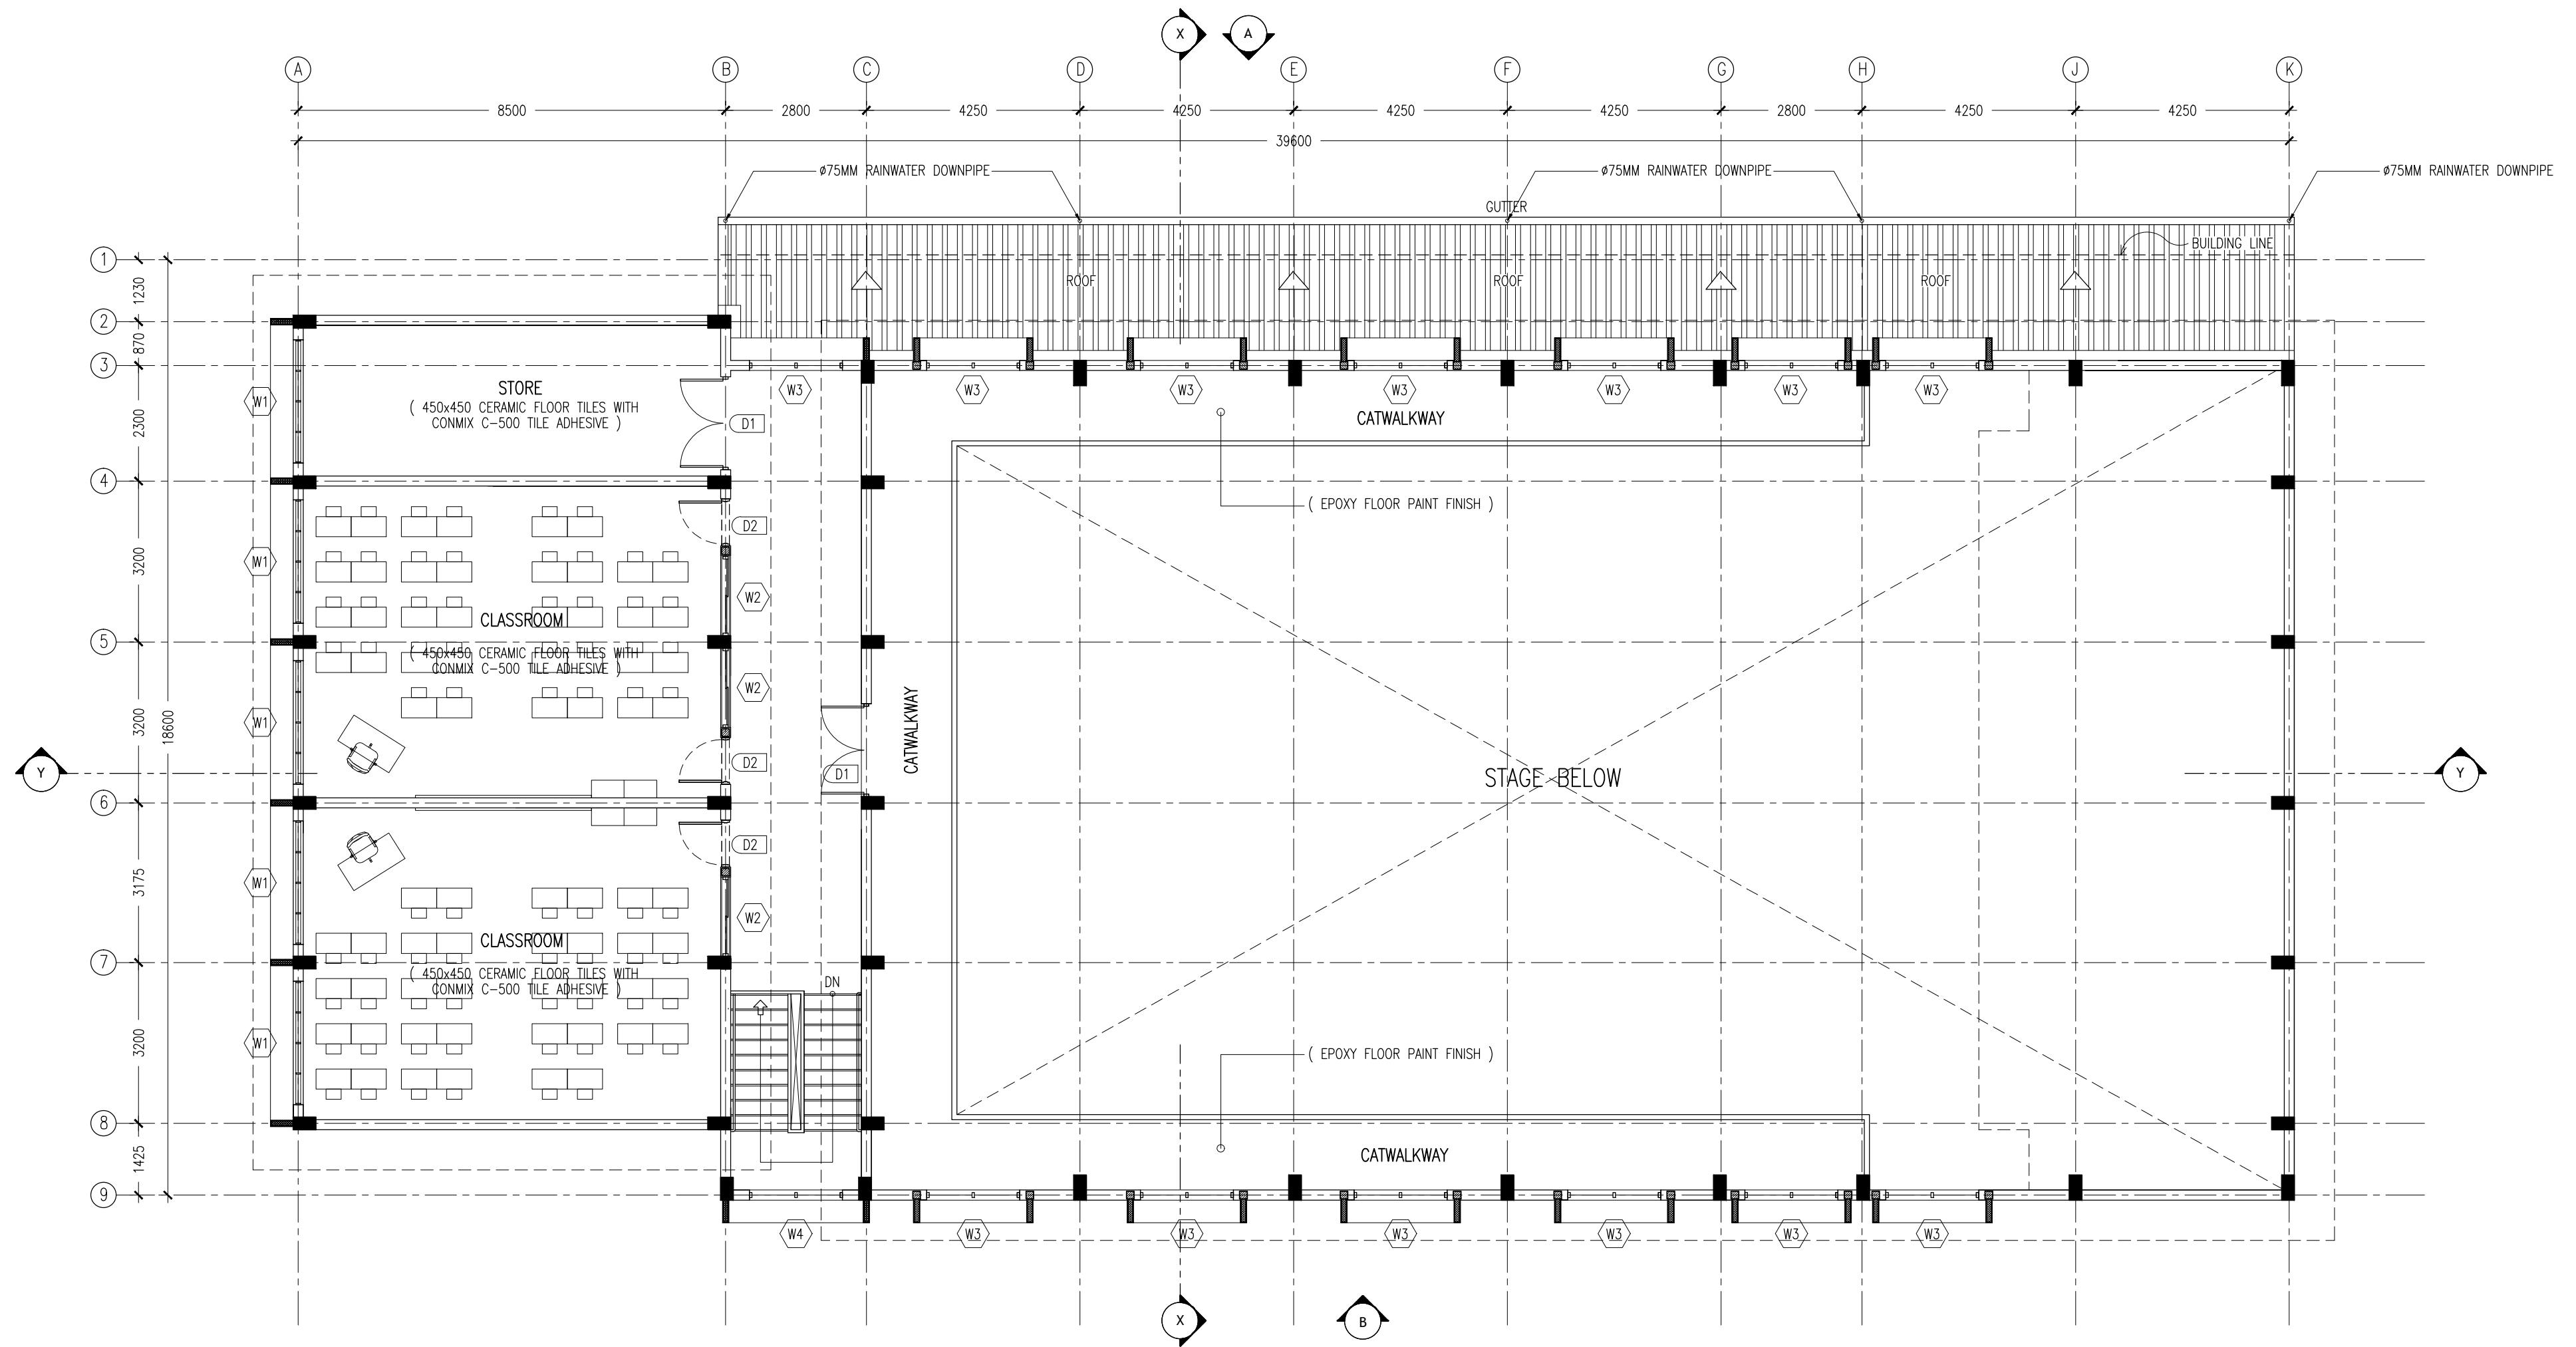 X
A
A
B
C
D
E
F
G
H
J
K
8500
2800
4250
4250
4250
4250
2800
4250
4250
39600
ø75MM RAINWATER DOWNPIPE
ø75MM RAINWATER DOWNPIPE
ø75MM RAINWATER DOWNPIPE
GUTTER
BUILDING LINE
1
ROOF
ROOF
ROOF
1230
2
870
3
W3
W3
W3
W3
W3
W3
W3
STORE
( 450x450 CERAMIC FLOOR TILES WITH
CONMIX C-500 TILE ADHESIVE )
W1
D1
2300
CATWALKWAY
4
( EPOXY FLOOR PAINT FINISH )
D2
W1
3200
W2
CLASSROOM
5
( 450x450 CERAMIC FLOOR TILES WITH
CONMIX C-500 TILE ADHESIVE )
W2
W1
3200
18600
CATWALKWAY
D2
D1
Y
Y
STAGE BELOW
6
D2
W1
3175
W2
CLASSROOM
7
( 450x450 CERAMIC FLOOR TILES WITH
CONMIX C-500 TILE ADHESIVE )
DN
W1
3200
( EPOXY FLOOR PAINT FINISH )
8
1425
CATWALKWAY
9
W4
W3
W3
W3
W3
W3
W3
X
B